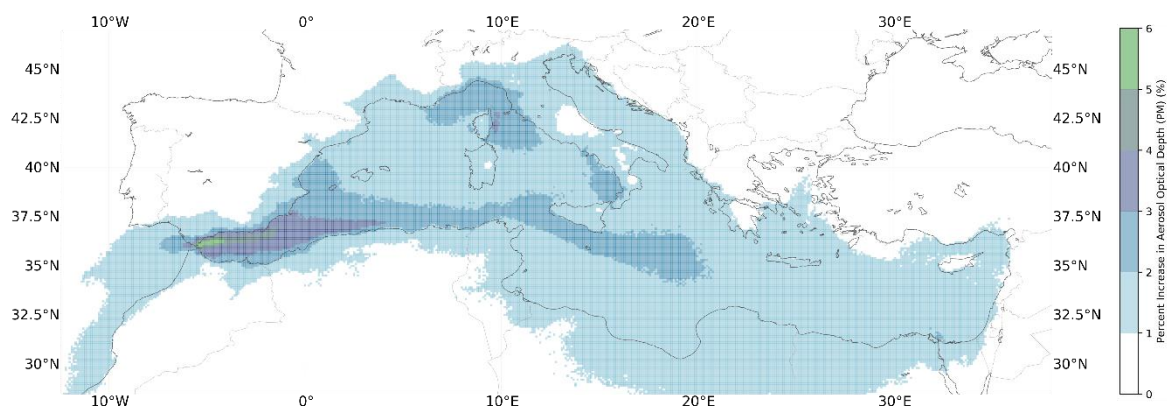 10°W 0° 10°E 20°E 30°E
45°N 45°N
42.5°N 42.5°N
40°N 40°N
37.5°N 37.5°N
35°N 35°N
32.5°N 32.5°N
30°N 30°N
10°W 0° 10°E 20°E 30°E
6
5
4
3
2
1
0
Percent Increase in Aerosol Optical Depth (PM) (%)